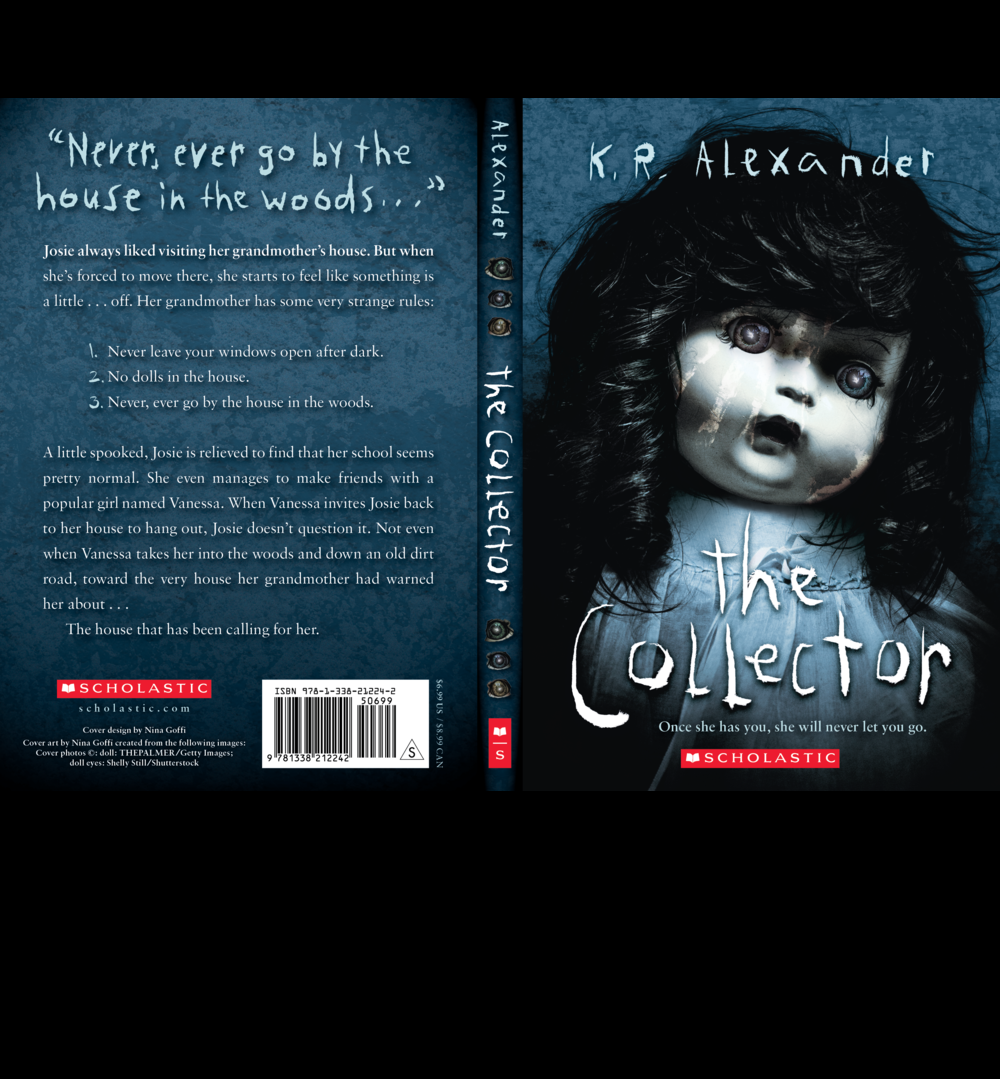 “Never, ever go by the
house in the woods...”
Josie always liked visiting her grandmother’s house. But when
she’s forced to move there, she starts to feel like something is
a little . . . off. Her grandmother has some very strange rules:
1. Never leave your windows open after dark.
2. No dolls in the house.
3. Never, ever go by the house in the woods.
A little spooked, Josie is relieved to find that her school seems
pretty normal. She even manages to make friends with a
popular girl named Vanessa. When Vanessa invites Josie back
to her house to hang out, Josie doesn’t question it. Not even
when Vanessa takes her into the woods and down an old dirt
road, toward the very house her grandmother had warned
her about . . .
The house that has been calling for her.
SCHOLASTIC
scholastic.com
Cover design by Nina Goffi
Cover art by Nina Goffi created from the following images:
Cover photos ©: doll: THEPALMER/Getty Images;
doll eyes: Shelly Still/Shutterstock
ISBN 978-1-338-21224-2
50699
9 781338 212242
S
$6.99 US / $8.99 CAN
Alexander
The Collector
S
K. R. Alexander
The
Collector
Once she has you, she will never let you go.
SCHOLASTIC